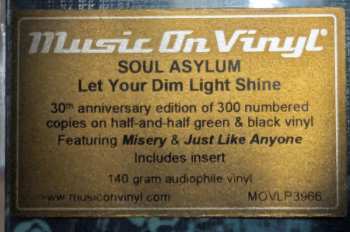 Music On Vinyl®
SOUL ASYLUM
Let Your Dim Light Shine
30th anniversary edition of 300 numbered
copies on half-and-half green & black vinyl
Featuring Misery & Just Like Anyone
Includes insert
140 gram audiophile vinyl
www.musiconvinyl.com MOVLP3966